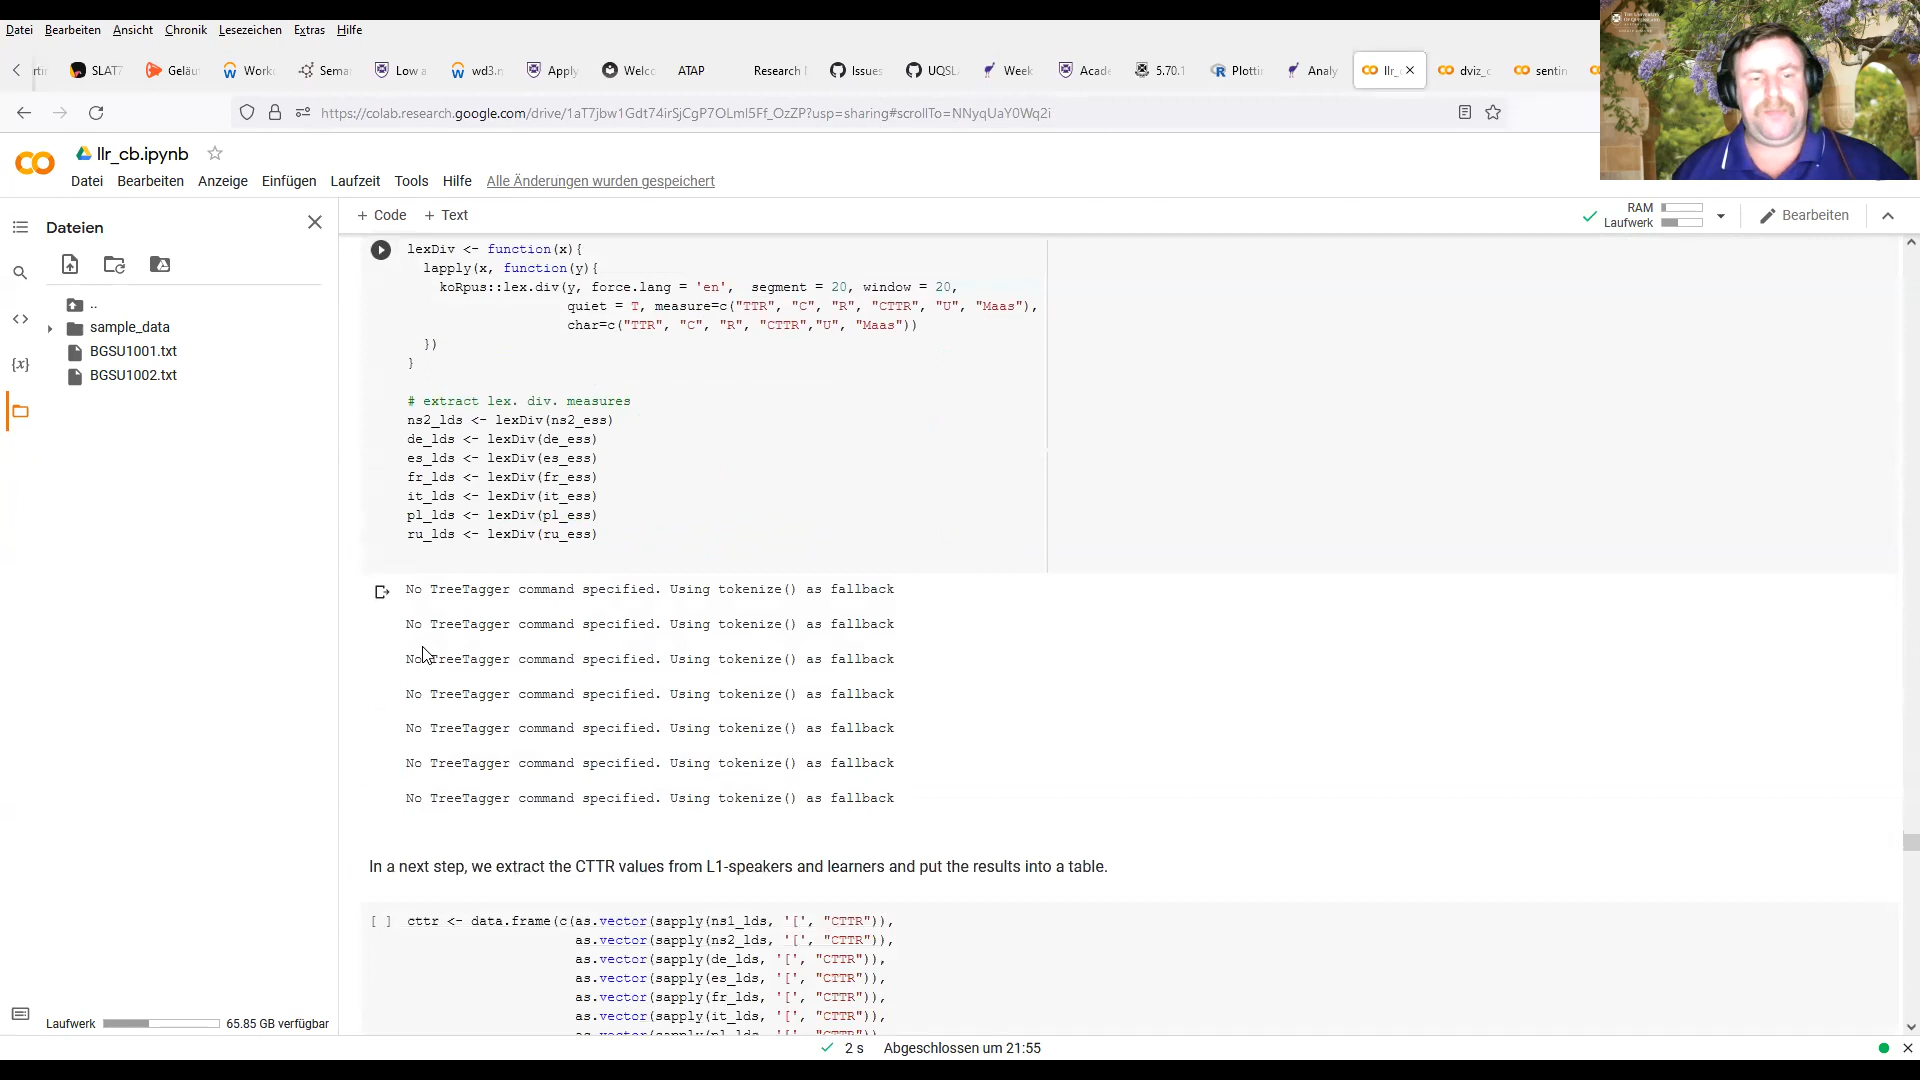 Datei Bearbeiten Ansicht Chronik Lesezeichen Extras Hilfe
SLAT7 Geläu Work Sema Low a wd3.n Apply Welc ATAP Research Issues UQSL Week Acade 5.70.1 Plotti Analy llr_ dviz_c sentin
https://colab.research.google.com/drive/1aT7jbw1Gdt74irSjCgP7OLml5Ff_OzZP?usp=sharing#scrollTo=NNyqUaY0Wq2i
llr_cb.ipynb
Datei Bearbeiten Anzeige Einfügen Laufzeit Tools Hilfe Alle Änderungen wurden gespeichert
Dateien
+ Code + Text
RAM
Laufwerk
Bearbeiten
..
sample_data
BGSU1001.txt
BGSU1002.txt
lexDiv <- function(x){
lapply(x, function(y){
koRpus::lex.div(y, force.lang = 'en', segment = 20, window = 20,
quiet = T, measure=c("TTR", "C", "R", "CTTR", "U", "Maas"),
char=c("TTR", "C", "R", "CTTR","U", "Maas"))
})
}
# extract lex. div. measures
ns2_lds <- lexDiv(ns2_ess)
de_lds <- lexDiv(de_ess)
es_lds <- lexDiv(es_ess)
fr_lds <- lexDiv(fr_ess)
it_lds <- lexDiv(it_ess)
pl_lds <- lexDiv(pl_ess)
ru_lds <- lexDiv(ru_ess)
No TreeTagger command specified. Using tokenize() as fallback
No TreeTagger command specified. Using tokenize() as fallback
No TreeTagger command specified. Using tokenize() as fallback
No TreeTagger command specified. Using tokenize() as fallback
No TreeTagger command specified. Using tokenize() as fallback
No TreeTagger command specified. Using tokenize() as fallback
No TreeTagger command specified. Using tokenize() as fallback
In a next step, we extract the CTTR values from L1-speakers and learners and put the results into a table.
[ ] cttr <- data.frame(c(as.vector(sapply(ns1_lds, '[', "CTTR")),
as.vector(sapply(ns2_lds, '[', "CTTR")),
as.vector(sapply(de_lds, '[', "CTTR")),
as.vector(sapply(es_lds, '[', "CTTR")),
as.vector(sapply(fr_lds, '[', "CTTR")),
as.vector(sapply(it_lds, '[', "CTTR")),
Laufwerk 65.85 GB verfügbar
2 s Abgeschlossen um 21:55